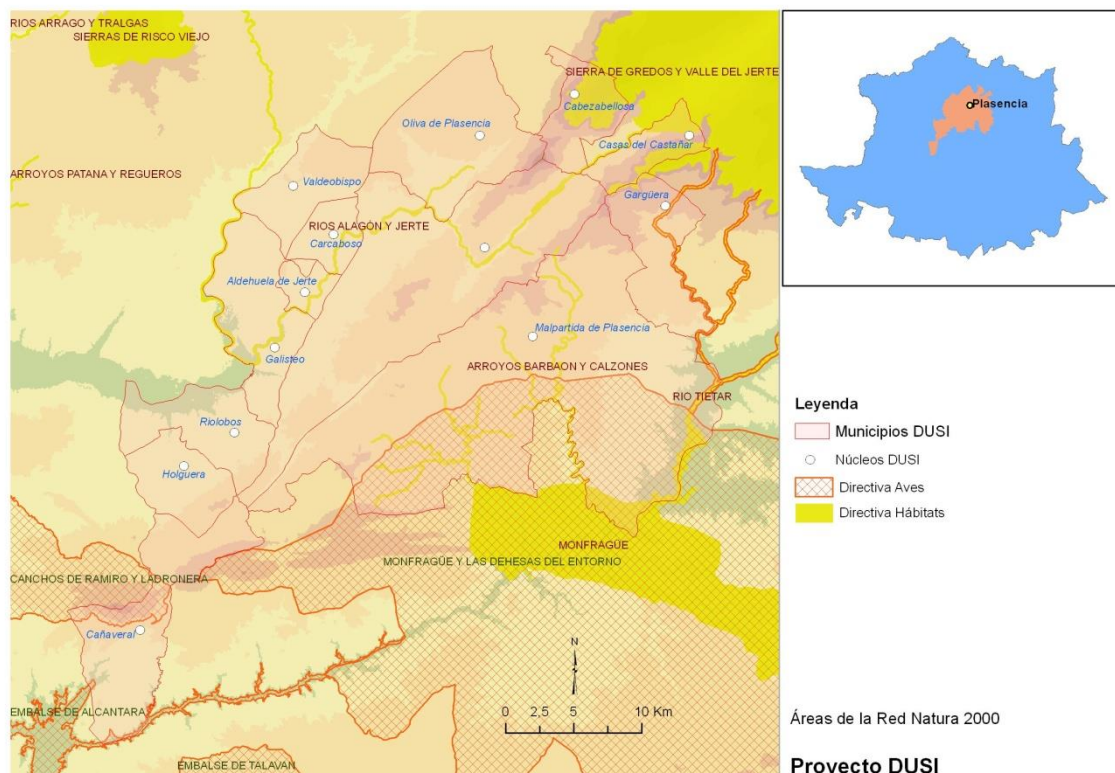 RIOS ARRAGO Y TRALGAS
SIERRAS DE RISCO VIEJO
SIERRA DE GREDOS Y VALLE DEL JERTE
Cabezabellosa
Oliva de Plasencia
Casas del Castañar
ARROYOS PATANA Y REGUEROS
Valdeobispo
Gargüera
RIOS ALAGÓN Y JERTE
Carcaboso
Aldehuela de Jerte
Malpartida de Plasencia
Galisteo
ARROYOS BARBAON Y CALZONES
RIO TIETAR
Riolobos
Holguera
MONFRAGÜE
MONFRAGÜE Y LAS DEHESAS DEL ENTORNO
CANCHOS DE RAMIRO Y LADRONERA
Cañaveral
EMBALSE DE ALCANTARA
EMBALSE DE TALAVAN
N
0 2,5 5 10 Km
Plasencia
Leyenda
Municipios DUSI
Núcleos DUSI
Directiva Aves
Directiva Hábitats
Áreas de la Red Natura 2000
Proyecto DUSI